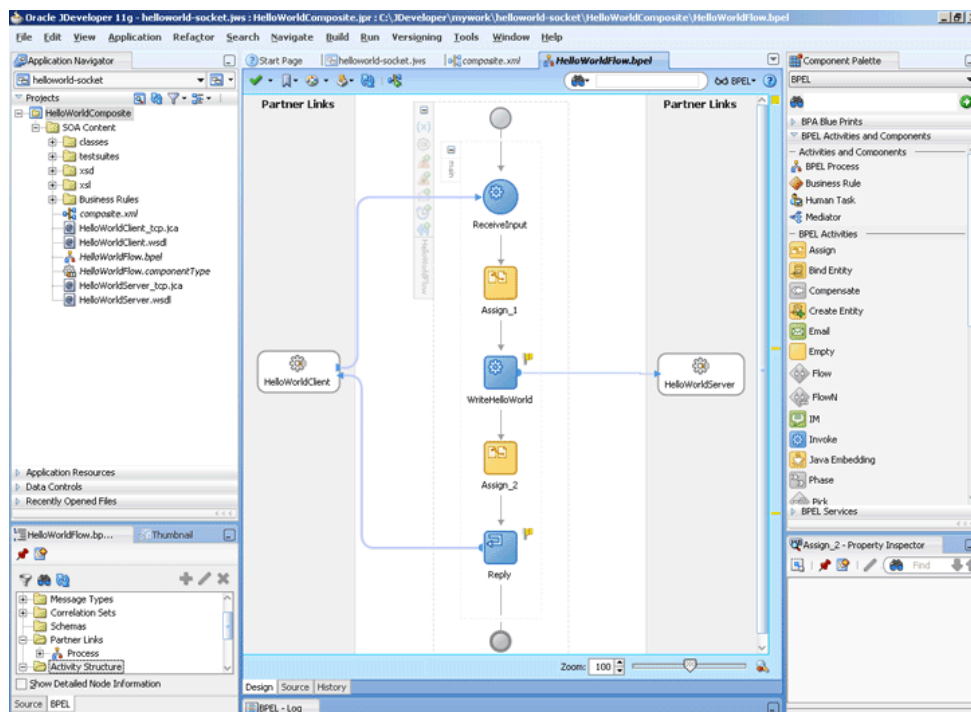 Oracle JDeveloper 11g - helloworld-socket.jws : HelloWorldComposite.jpr : C:\JDeveloper\mywork\helloworld-socket\HelloWorldComposite\HelloWorldFlow.bpel
File Edit View Application Refactor Search Navigate Build Run Versioning Tools Window Help
Application Navigator
helloworld-socket
Projects
HelloWorldComposite
SOA Content
classes
testsuites
xsd
xsl
Business Rules
composite.xml
HelloWorldClient_tcp.jca
HelloWorldClient.wsdl
HelloWorldFlow.bpel
HelloWorldFlow.componentType
HelloWorldServer_tcp.jca
HelloWorldServer.wsdl
Application Resources
Data Controls
Recently Opened Files
HelloWorldFlow.bp... Thumbnail
Message Types
Correlation Sets
Schemas
Partner Links
Process
Activity Structure
Show Detailed Node Information
Source BPEL
Start Page helloworld-socket.jws composite.xml HelloWorldFlow.bpel
BPEL
Partner Links
Partner Links
main
HelloWorldFlow
ReceiveInput
Assign_1
HelloWorldClient
WriteHelloWorld
HelloWorldServer
Assign_2
Reply
Zoom: 100
Design Source History
BPEL - Log
Component Palette
BPEL
BPA Blue Prints
BPEL Activities and Components
Activities and Components
BPEL Process
Business Rule
Human Task
Mediator
BPEL Activities
Assign
Bind Entity
Compensate
Create Entity
Email
Empty
Flow
FlowN
IM
Invoke
Java Embedding
Phase
Pick
BPEL Services
Assign_2 - Property Inspector
Find